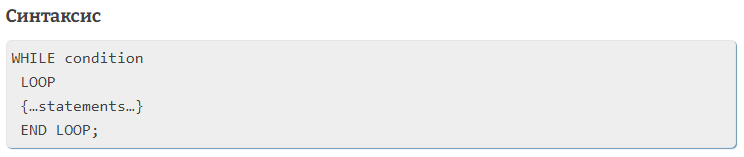 Синтаксис
WHILE condition
LOOP
{…statements…}
END LOOP;